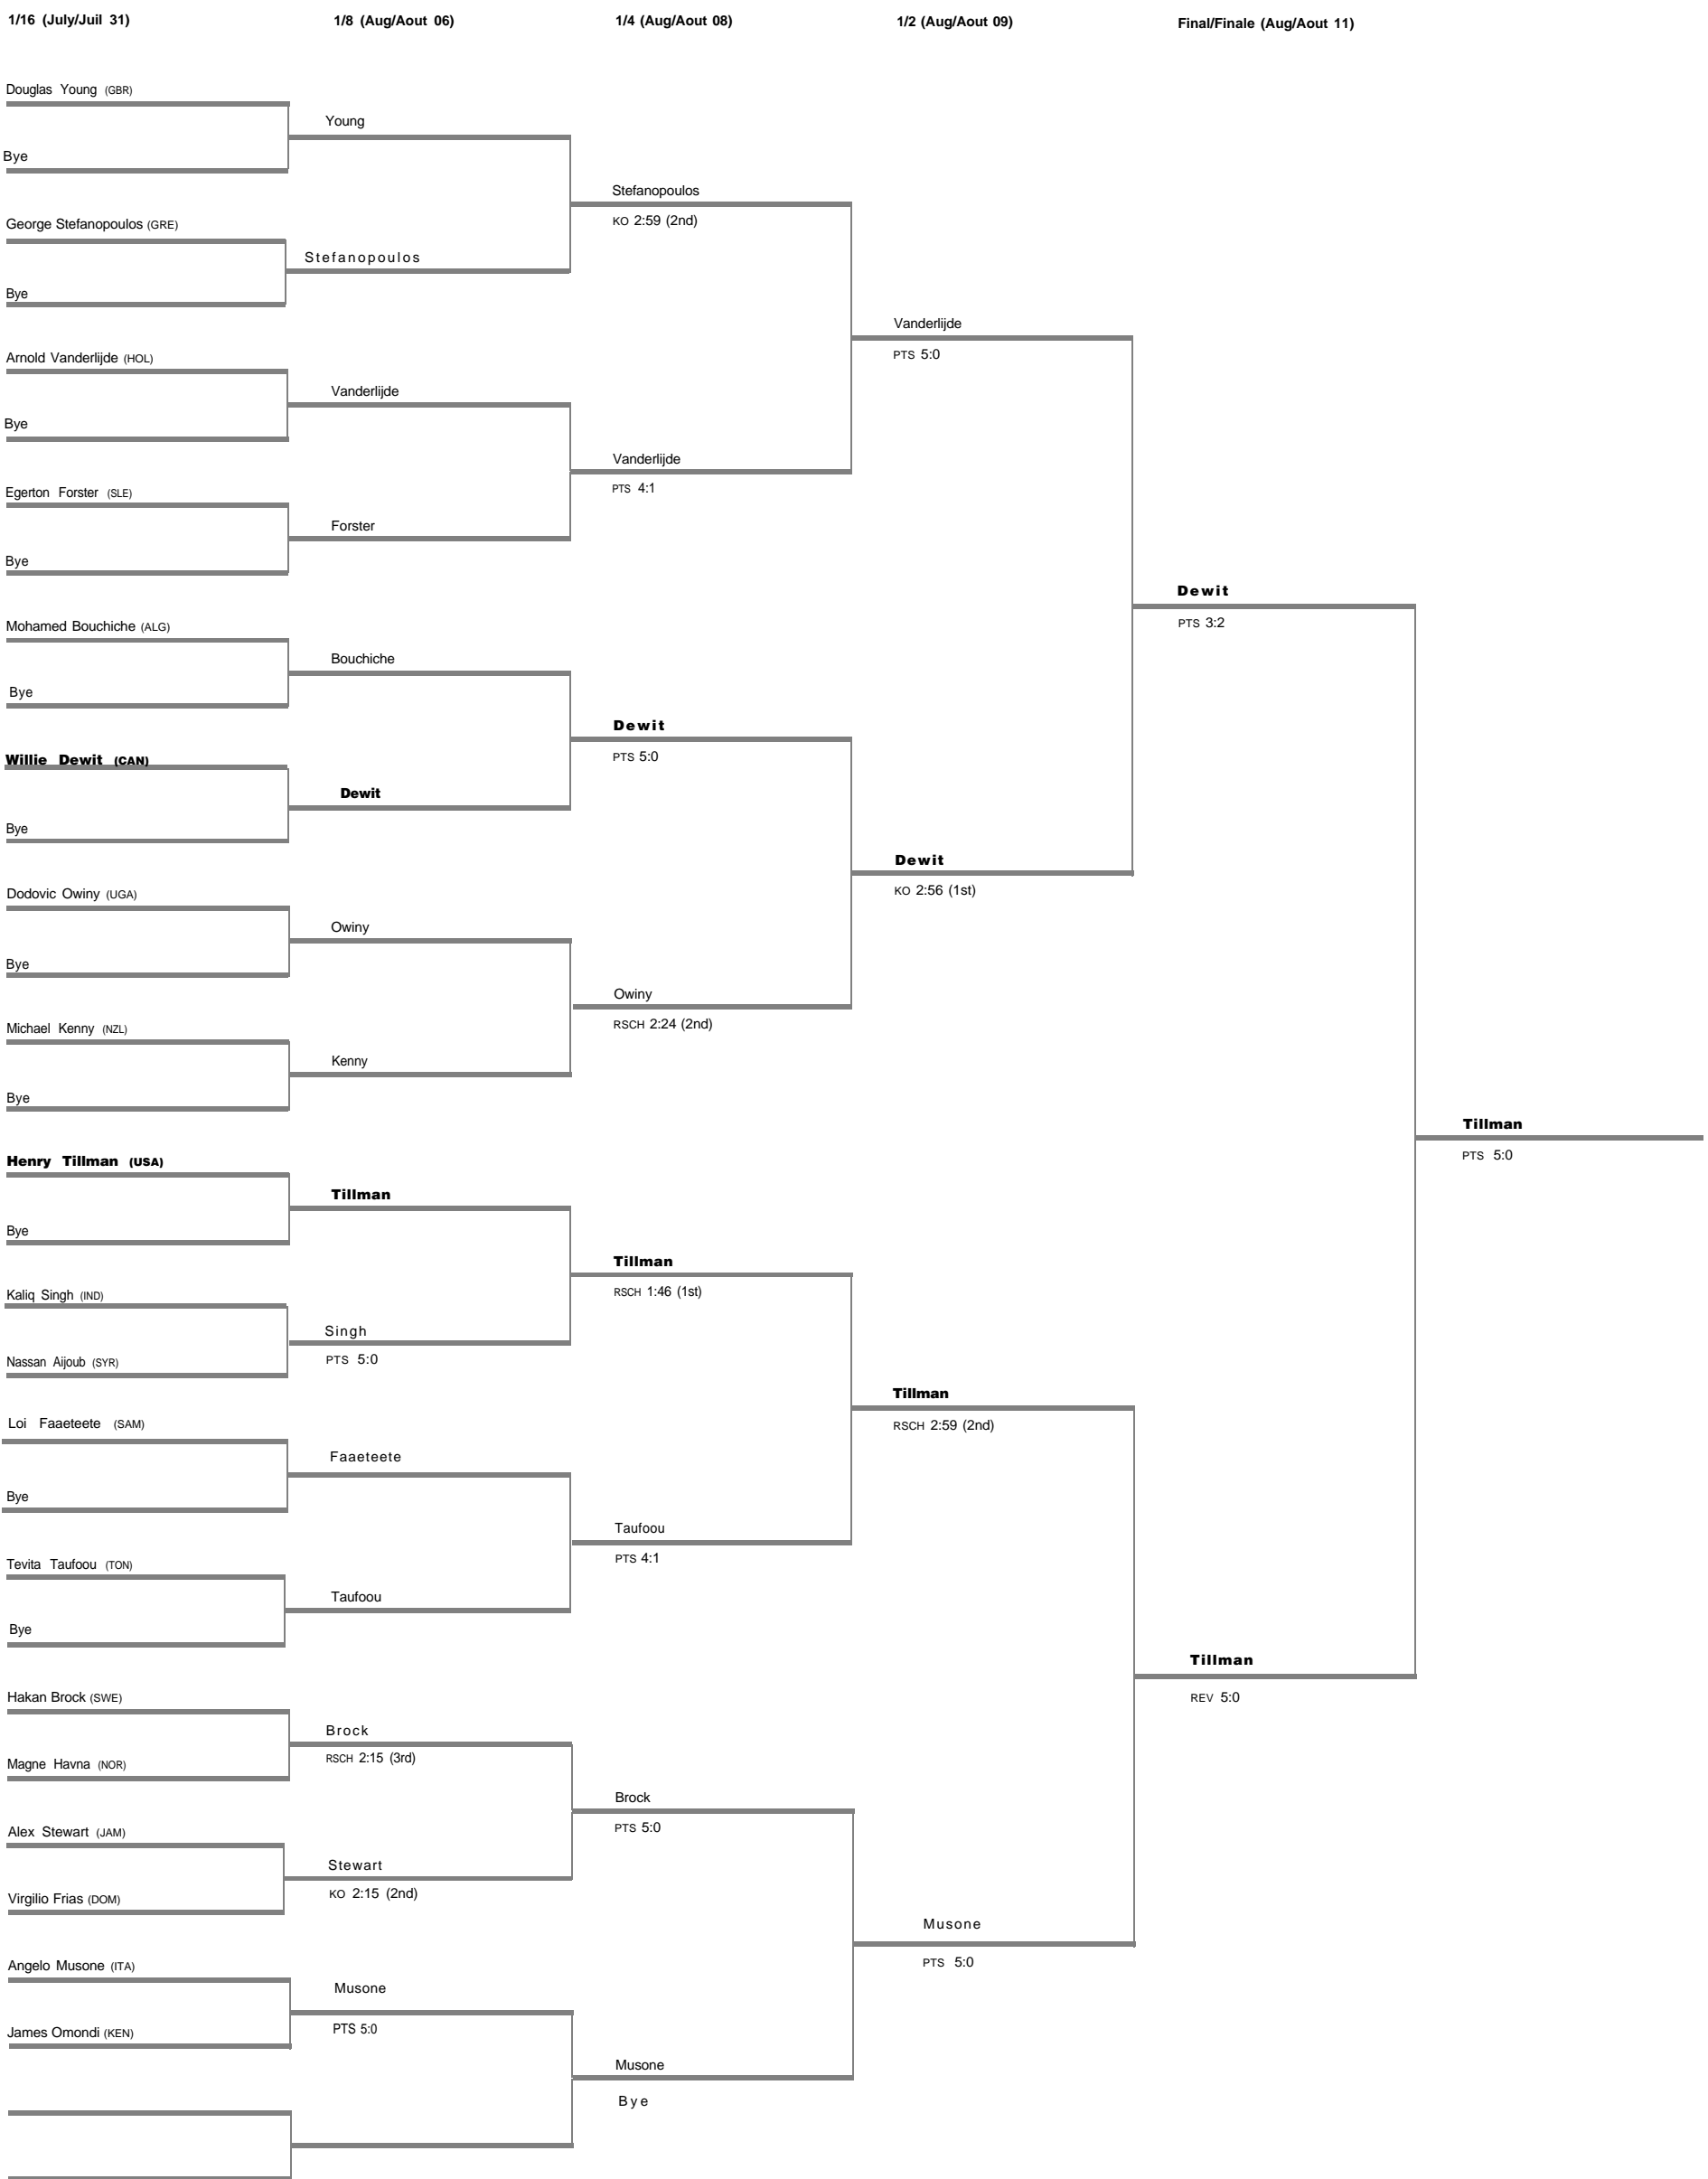 1/16 (July/Juil 31) 1/8 (Aug/Aout 06) 1/4 (Aug/Aout 08) 1/2 (Aug/Aout 09) Final/Finale (Aug/Aout 11)
Douglas Young (GBR)
Young
Bye
Stefanopoulos
KO 2:59 (2nd)
George Stefanopoulos (GRE)
Stefanopoulos
Bye
Vanderlijde
PTS 5:0
Arnold Vanderlijde (HOL)
Vanderlijde
Bye
Vanderlijde
PTS 4:1
Egerton Forster (SLE)
Forster
Bye
Dewit
PTS 3:2
Mohamed Bouchiche (ALG)
Bouchiche
Bye
Dewit
PTS 5:0
Willie Dewit (CAN)
Dewit
Bye
Dewit
KO 2:56 (1st)
Dodovic Owiny (UGA)
Owiny
Bye
Owiny
RSCH 2:24 (2nd)
Michael Kenny (NZL)
Kenny
Bye
Tillman
PTS 5:0
Henry Tillman (USA)
Tillman
Bye
Tillman
RSCH 1:46 (1st)
Kaliq Singh (IND)
Singh
PTS 5:0
Nassan Aijoub (SYR)
Tillman
RSCH 2:59 (2nd)
Loi Faaeteete (SAM)
Faaeteete
Bye
Taufoou
PTS 4:1
Tevita Taufoou (TON)
Taufoou
Bye
Tillman
REV 5:0
Hakan Brock (SWE)
Brock
RSCH 2:15 (3rd)
Magne Havna (NOR)
Brock
PTS 5:0
Alex Stewart (JAM)
Stewart
KO 2:15 (2nd)
Virgilio Frias (DOM)
Musone
PTS 5:0
Angelo Musone (ITA)
Musone
PTS 5:0
James Omondi (KEN)
Musone
Bye